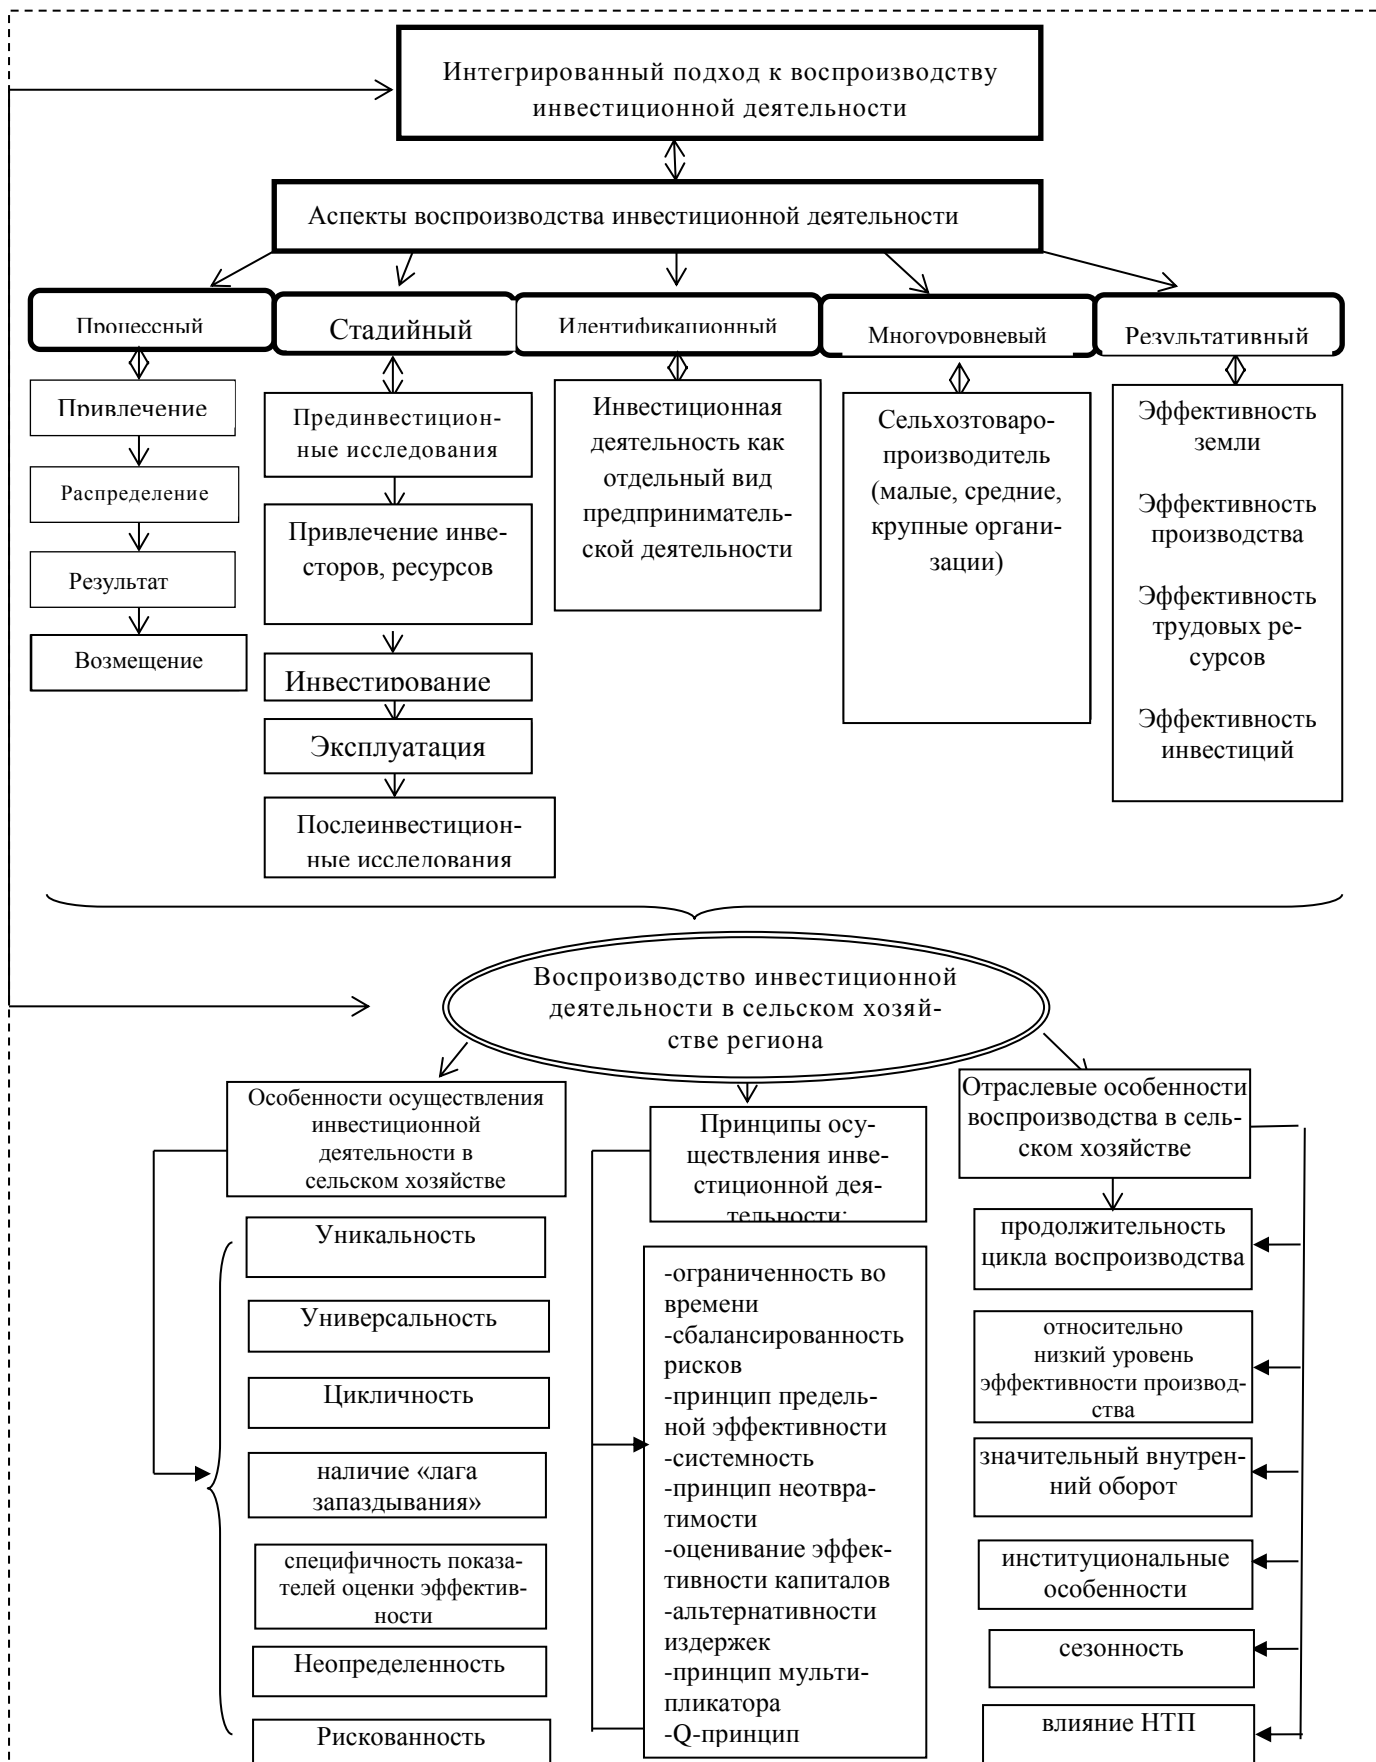 Интегрированный подход к воспроизводству
инвестиционной деятельности
Аспекты воспроизводства инвестиционной деятельности
Процессный
Стадийный
Идентификационный
Многоуровневый
Результативный
Привлечение
Распределение
Результат
Возмещение
Прединвестицион-
ные исследования
Привлечение инве-
сторов, ресурсов
Инвестирование
Эксплуатация
Послеинвестицион-
ные исследования
Инвестиционная
деятельность как
отдельный вид
предприниматель-
ской деятельности
Сельхозтоваро-
производитель
(малые, средние,
крупные органи-
зации)
Эффективность
земли
Эффективность
производства
Эффективность
трудовых ре-
сурсов
Эффективность
инвестиций
Воспроизводство инвестиционной
деятельности в сельском хозяй-
стве региона
Особенности осуществления
инвестиционной
деятельности в
сельском хозяйстве
Уникальность
Универсальность
Цикличность
наличие «лага
запаздывания»
специфичность показа-
телей оценки эффектив-
ности
Неопределенность
Рискованность
Принципы осу-
ществления инве-
стиционной дея-
тельности:
-ограниченность во
времени
-сбалансированность
рисков
-принцип предель-
ной эффективности
-системность
-принцип неотвра-
тимости
-оценивание эффек-
тивности капиталов
-альтернативности
издержек
-принцип мульти-
пликатора
-Q-принцип
Отраслевые особенности
воспроизводства в сель-
ском хозяйстве
продолжительность
цикла воспроизводства
относительно
низкий уровень
эффективности производ-
ства
значительный внутрен-
ний оборот
институциональные
особенности
сезонность
влияние НТП